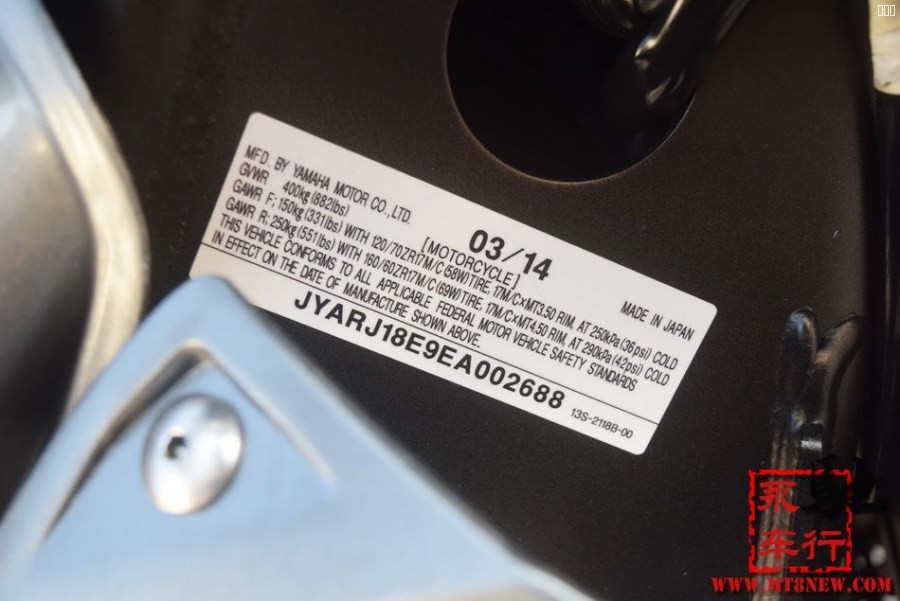 MFD. BY YAMAHA MOTOR CO.,LTD.
03/14
GVWR 400kg(882lbs)
[MOTORCYCLE]
MADE IN JAPAN
GAWR F; 150kg(331lbs) WITH 120/70ZR17M/C (58W)TIRE, 17M/C×MT3.50 RIM, AT 250kPa(36psi) COLD
GAWR R; 250kg(551lbs) WITH 160/60ZR17M/C(69W)TIRE, 17M/C×MT4.50 RIM, AT 290kPa(42psi) COLD
THIS VEHICLE CONFORMS TO ALL APPLICABLE FEDERAL MOTOR VEHICLE SAFETY STANDARDS
IN EFFECT ON THE DATE OF MANUFACTURE SHOWN ABOVE.
JYARJ18E9EA002688
13S-2118B-00
车行
WWW.MT8NEW.COM